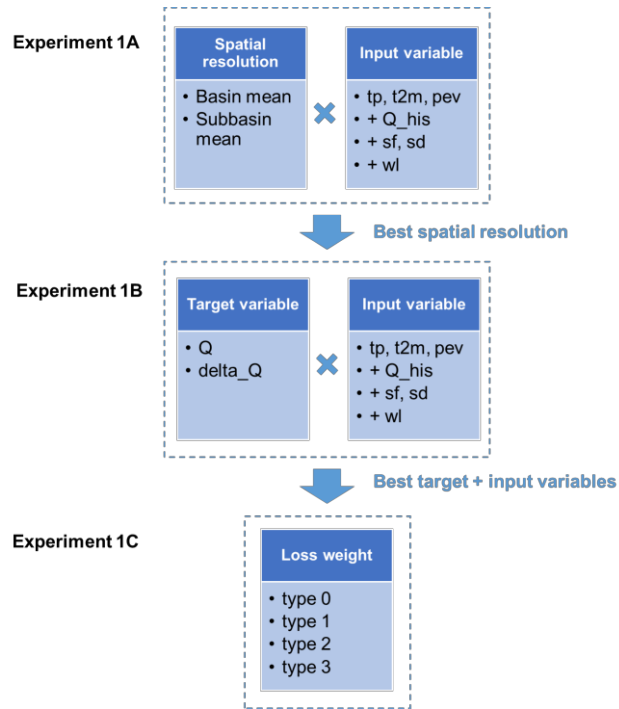 Experiment 1A
Spatial
resolution
• Basin mean
• Subbasin
mean
Input variable
• tp, t2m, pev
• + Q_his
• + sf, sd
• + wl
Best spatial resolution
Experiment 1B
Target variable
• Q
• delta_Q
Input variable
• tp, t2m, pev
• + Q_his
• + sf, sd
• + wl
Best target + input variables
Experiment 1C
Loss weight
• type 0
• type 1
• type 2
• type 3